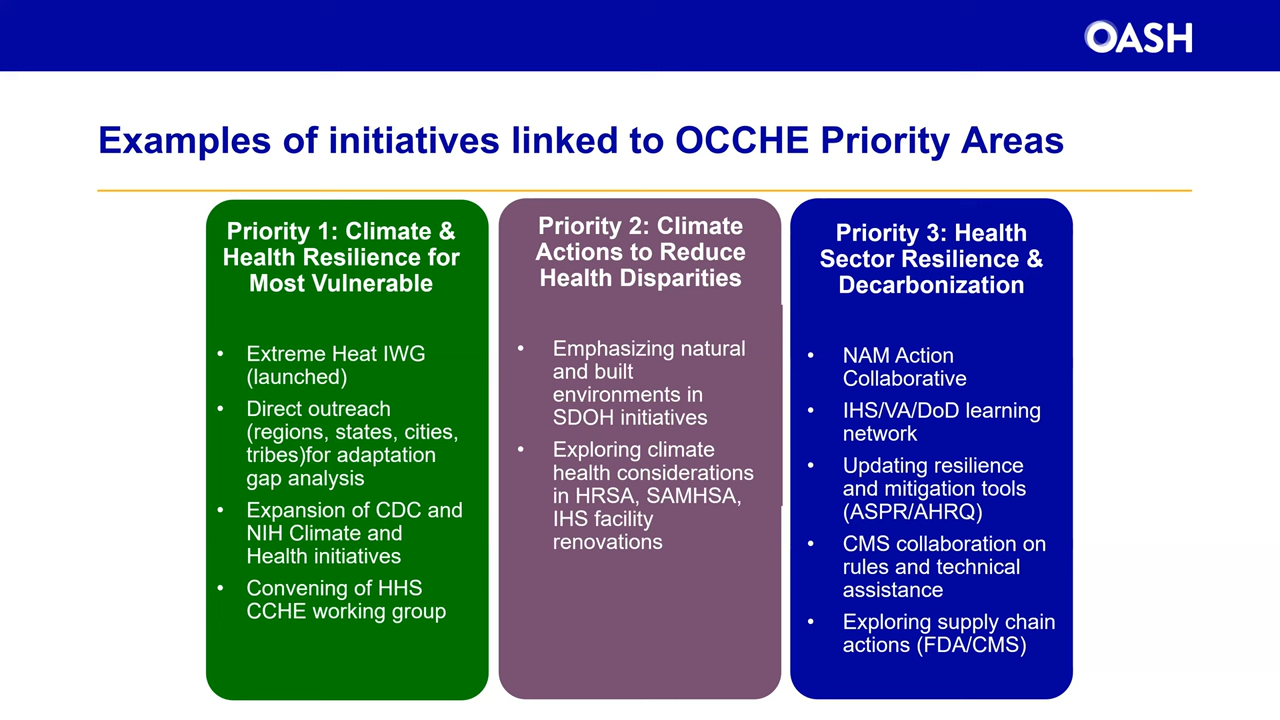 OASH
Examples of initiatives linked to OCCHE Priority Areas
Priority 1: Climate &
Health Resilience for
Most Vulnerable
• Extreme Heat IWG
(launched)
• Direct outreach
(regions, states, cities,
tribes)for adaptation
gap analysis
• Expansion of CDC and
NIH Climate and
Health initiatives
• Convening of HHS
CCHE working group
Priority 2: Climate
Actions to Reduce
Health Disparities
• Emphasizing natural
and built
environments in
SDOH initiatives
• Exploring climate
health considerations
in HRSA, SAMHSA,
IHS facility
renovations
Priority 3: Health
Sector Resilience &
Decarbonization
• NAM Action
Collaborative
• IHS/VA/DoD learning
network
• Updating resilience
and mitigation tools
(ASPR/AHRQ)
• CMS collaboration on
rules and technical
assistance
• Exploring supply chain
actions (FDA/CMS)